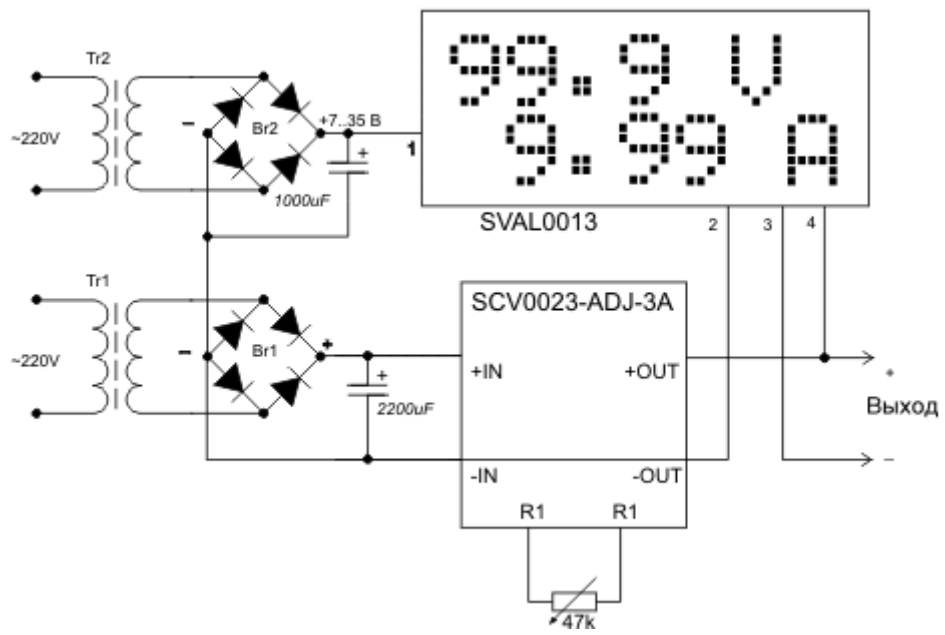 99.9 V
9.99 A
Tr2
~220V
-
Br2
+7..35 В
+
1000uF
1
SVAL0013
2
3
4
Tr1
~220V
-
Br1
+
+
2200uF
SCV0023-ADJ-3A
+IN
+OUT
-IN
-OUT
R1
R1
47k
+
Выход
-